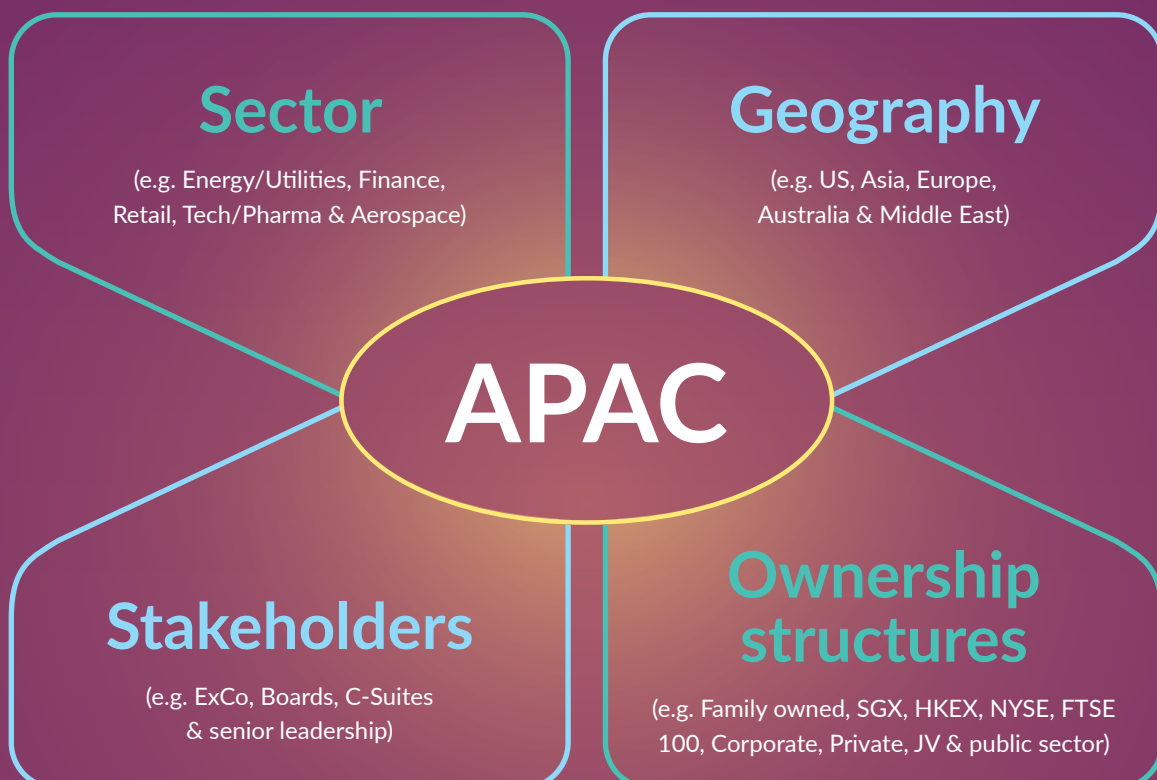 Sector
(e.g. Energy/Utilities, Finance,
Retail, Tech/Pharma & Aerospace)
Geography
(e.g. US, Asia, Europe,
Australia & Middle East)
APAC
Stakeholders
(e.g. ExCo, Boards, C-Suites
& senior leadership)
Ownership
structures
(e.g. Family owned, SGX, HKEX, NYSE, FTSE
100, Corporate, Private, JV & public sector)